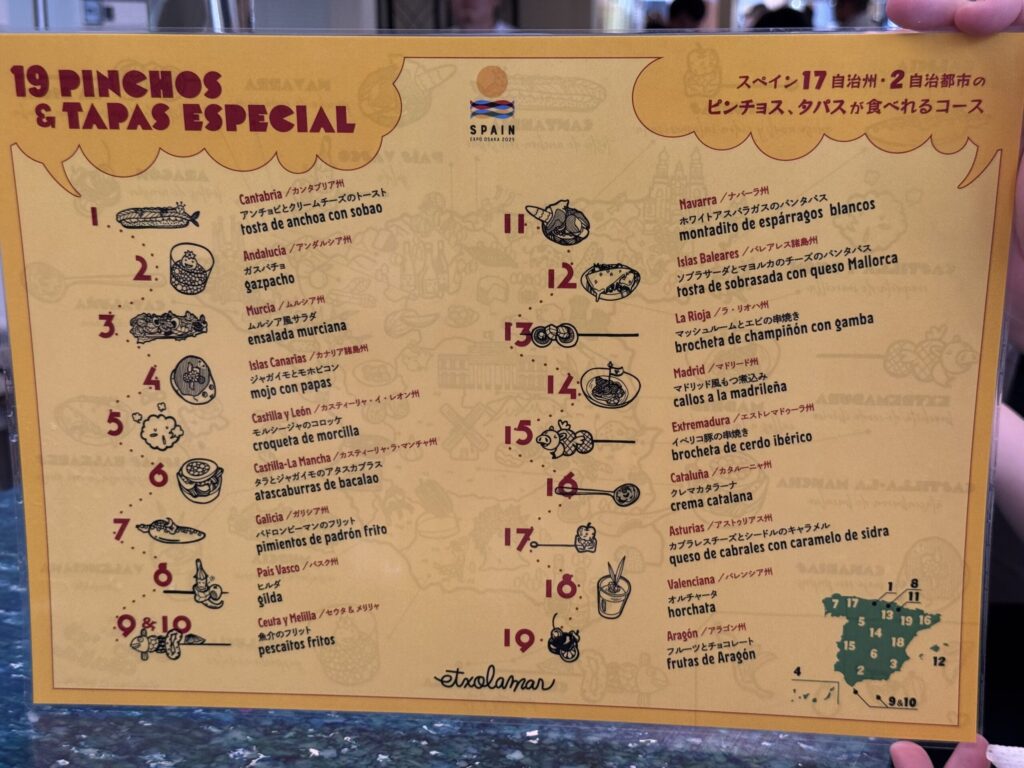 19 PINCHOS
& TAPAS ESPECIAL
SPAIN
EXPO OSAKA 2025
スペイン17自治州・2自治都市の
ピンチョス、タパスが食べれるコース
1
Cantabria / カンタブリア州
アンチョビとクリームチーズのトースト
tosta de anchoa con sobao
2
Andalucía / アンダルシア州
ガスパチョ
gazpacho
3
Murcia / ムルシア州
ムルシア風サラダ
ensalada murciana
4
Islas Canarias / カナリア諸島州
ジャガイモとモホピコン
mojo con papas
5
Castilla y León / カスティーリャ・イ・レオン州
モルシージャのコロッケ
croqueta de morcilla
6
Castilla-La Mancha / カスティーリャ・ラ・マンチャ州
タラとジャガイモのアタスカブラス
atascaburras de bacalao
7
Galicia / ガリシア州
パドロンピーマンのフリット
pimientos de padrón frito
8
País Vasco / バスク州
ヒルダ
gilda
9 & 10
Ceuta y Melilla / セウタ & メリリャ
魚介のフリット
pescaitos fritos
11
Navarra / ナバーラ州
ホワイトアスパラガスのパンタパス
montadito de espárragos blancos
12
Islas Baleares / バレアレス諸島州
ソブラサーダとマヨルカのチーズのパンタパス
tosta de sobrasada con queso Mallorca
13
La Rioja / ラ・リオハ州
マッシュルームとエビの串焼き
brocheta de champiñón con gamba
14
Madrid / マドリード州
マドリッド風もつ煮込み
callos a la madrileña
15
Extremadura / エストレマドゥーラ州
イベリコ豚の串焼き
brocheta de cerdo ibérico
16
Cataluña / カタルーニャ州
クレマカタラーナ
crema catalana
17
Asturias / アストゥリアス州
カブラレスチーズとシードルのキャラメル
queso de cabrales con caramelo de sidra
18
Valenciana / バレンシア州
オルチャータ
horchata
19
Aragón / アラゴン州
フルーツとチョコレート
frutas de Aragón
etxolamar
1 8
11
7 17 13 19 16
5
14
18
15 6
12
2 3
4
9&10